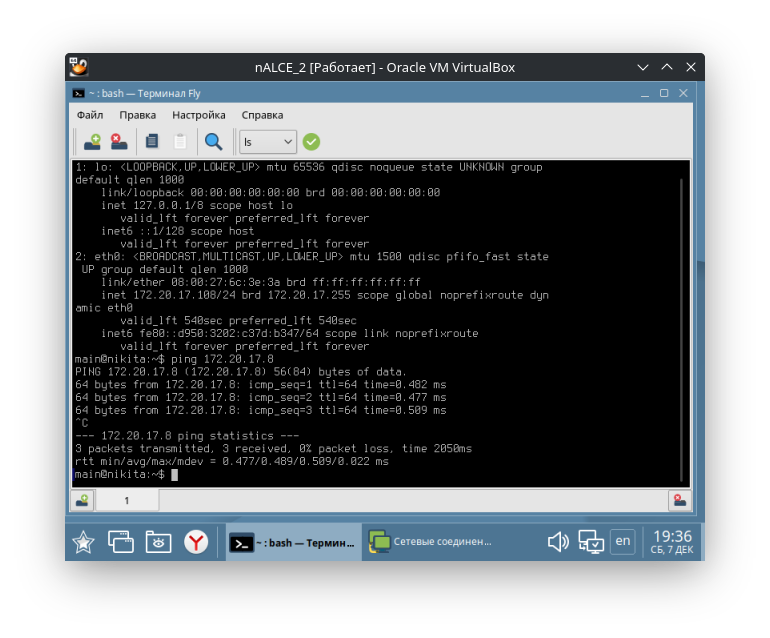 nALCE_2 [Работает] - Oracle VM VirtualBox
~ : bash — Терминал Fly
Файл Правка Настройка Справка
ls
1: lo: <LOOPBACK,UP,LOWER_UP> mtu 65536 qdisc noqueue state UNKNOWN group
default qlen 1000
link/loopback 00:00:00:00:00:00 brd 00:00:00:00:00:00
inet 127.0.0.1/8 scope host lo
valid_lft forever preferred_lft forever
inet6 ::1/128 scope host
valid_lft forever preferred_lft forever
2: eth0: <BROADCAST,MULTICAST,UP,LOWER_UP> mtu 1500 qdisc pfifo_fast state
UP group default qlen 1000
link/ether 08:00:27:6c:3e:3a brd ff:ff:ff:ff:ff:ff
inet 172.20.17.108/24 brd 172.20.17.255 scope global noprefixroute dyn
amic eth0
valid_lft 540sec preferred_lft 540sec
inet6 fe80::d950:3202:c37d:b347/64 scope link noprefixroute
valid_lft forever preferred_lft forever
main@nikita:~$ ping 172.20.17.8
PING 172.20.17.8 (172.20.17.8) 56(84) bytes of data.
64 bytes from 172.20.17.8: icmp_seq=1 ttl=64 time=0.482 ms
64 bytes from 172.20.17.8: icmp_seq=2 ttl=64 time=0.477 ms
64 bytes from 172.20.17.8: icmp_seq=3 ttl=64 time=0.509 ms
^C
--- 172.20.17.8 ping statistics ---
3 packets transmitted, 3 received, 0% packet loss, time 2050ms
rtt min/avg/max/mdev = 0.477/0.489/0.509/0.022 ms
main@nikita:~$
1
~ : bash — Термин...
Сетевые соединен...
en
19:36
СБ, 7 ДЕК